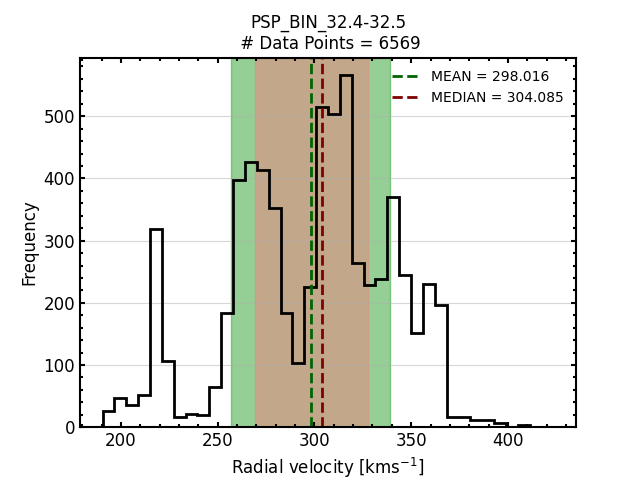 PSP_BIN_32.4-32.5
# Data Points = 6569
MEAN = 298.016
MEDIAN = 304.085
Frequency
500
400
300
200
100
0
200 250 300 350 400
Radial velocity [kms⁻¹]